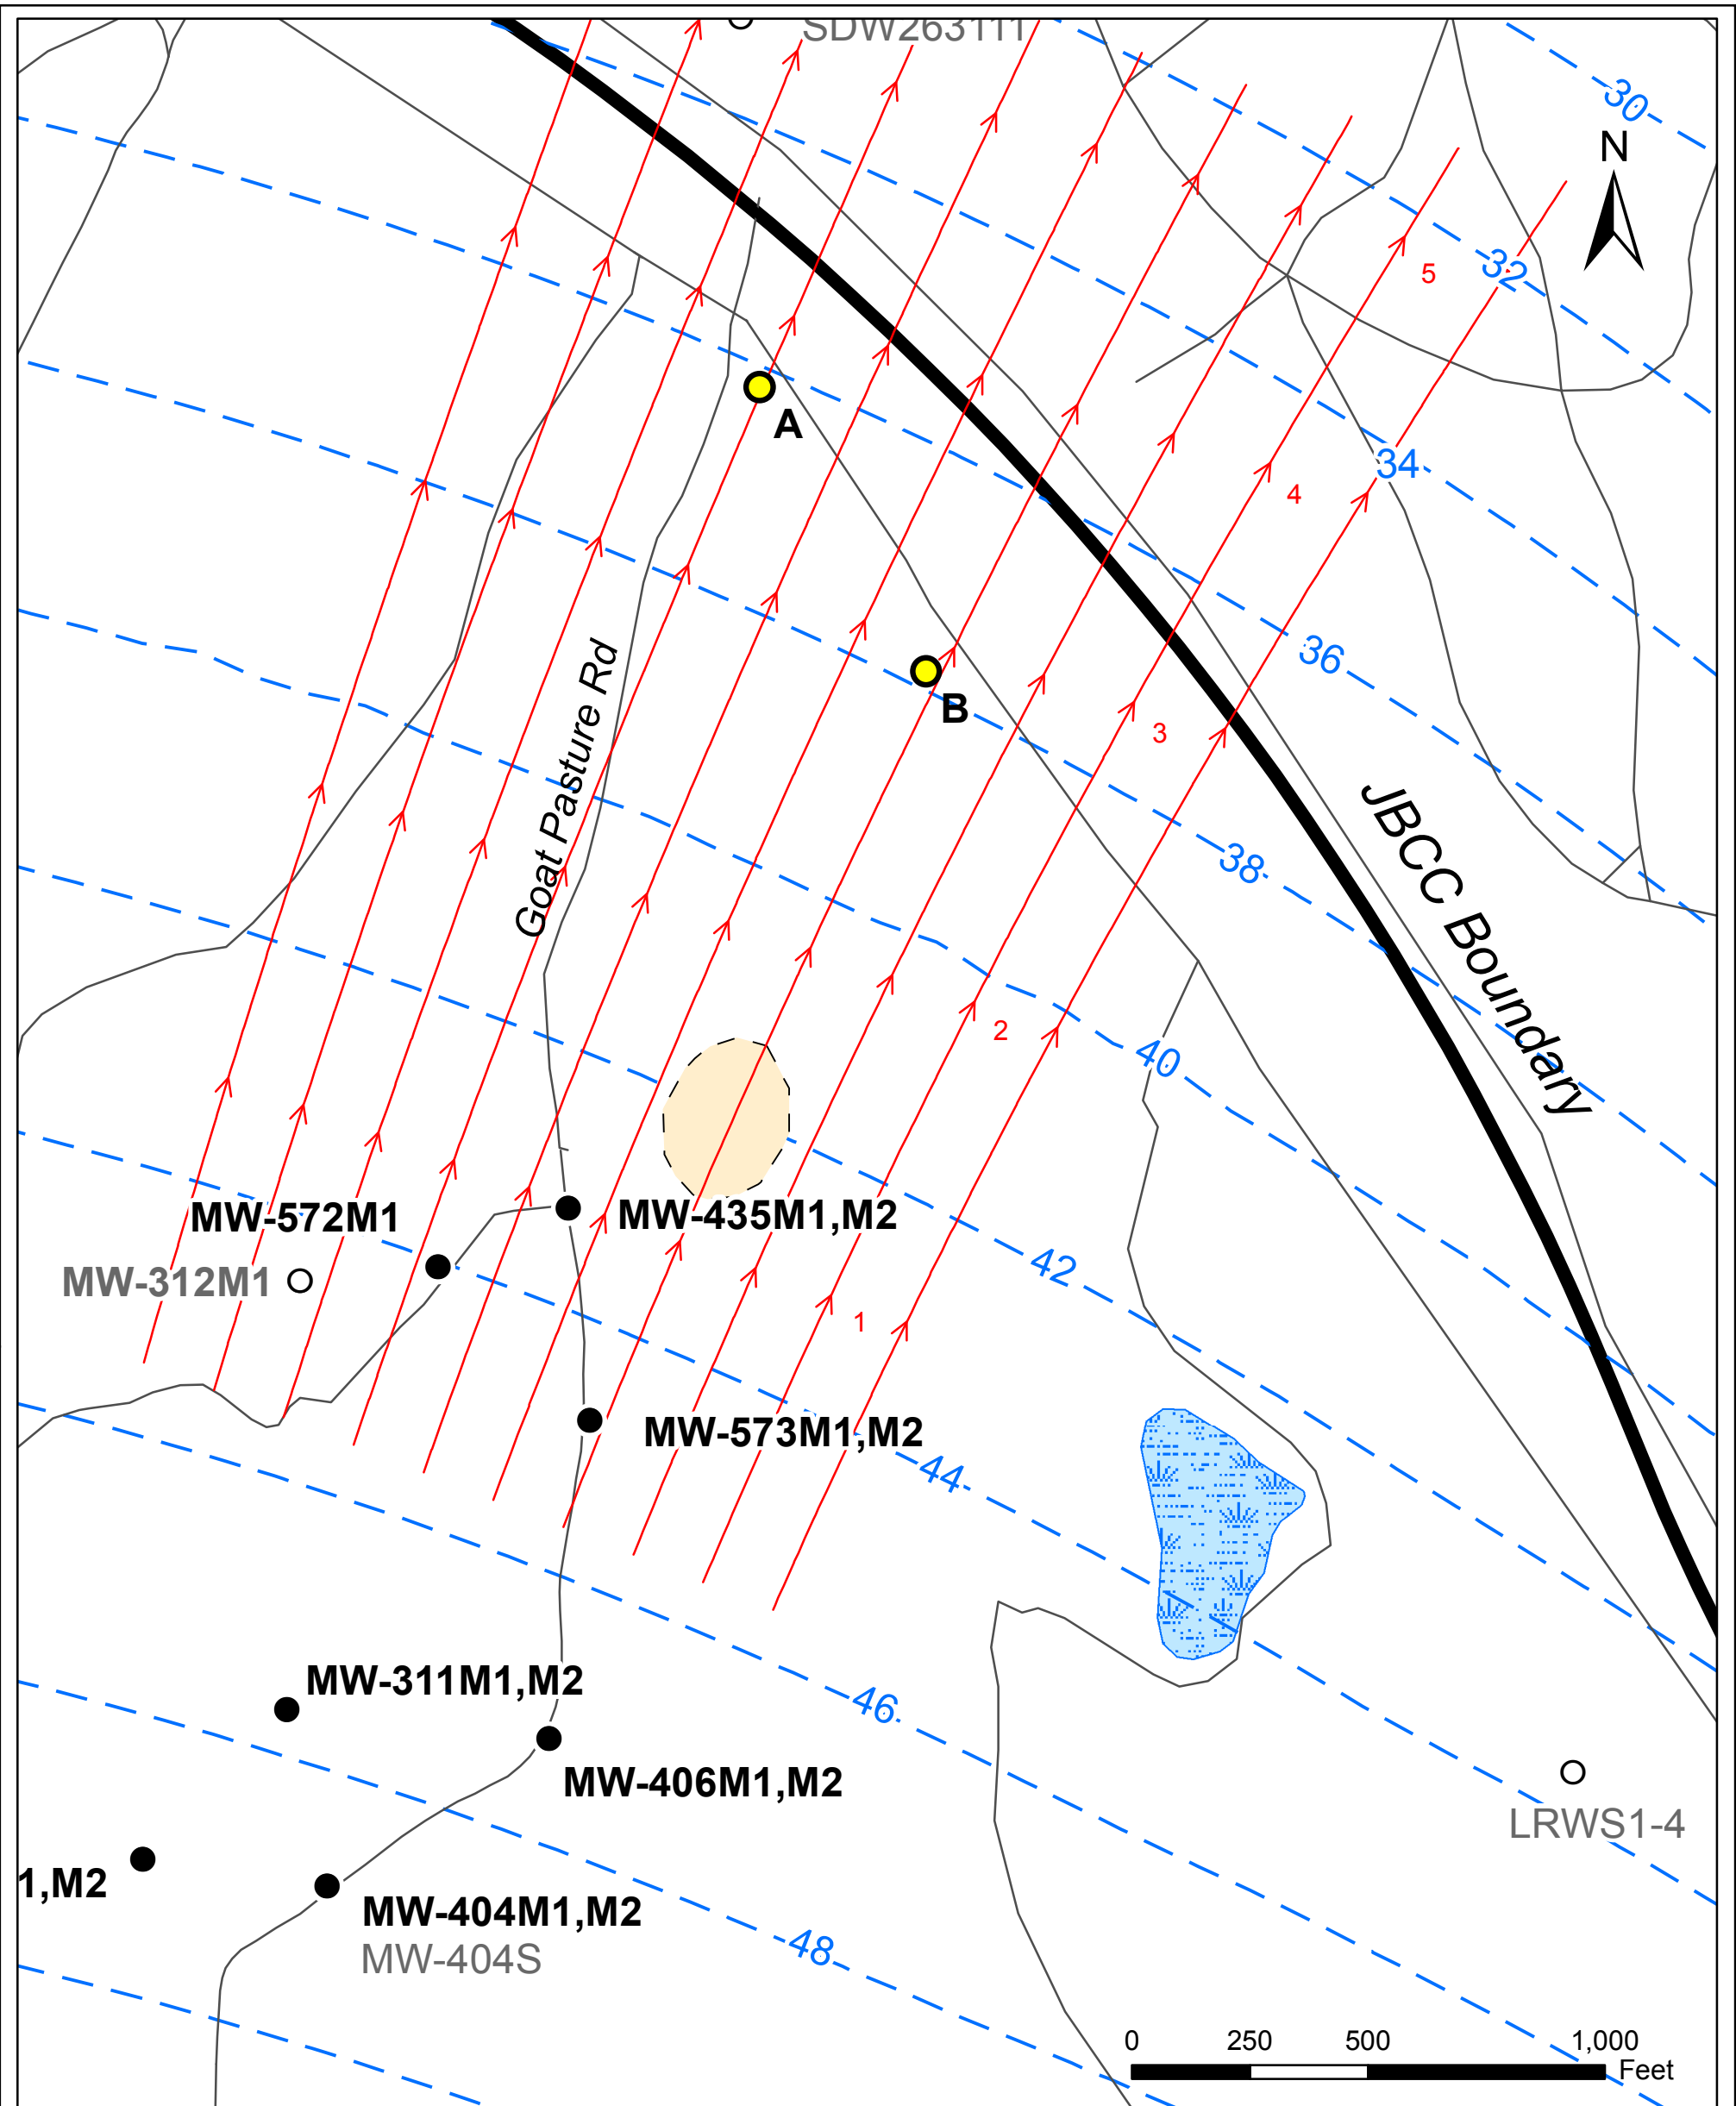 SDW263111
30
N
32
5
A
34
4
36
B
3
38
Goat Pasture Rd
JBCC Boundary
2
40
MW-572M1
MW-435M1,M2
42
MW-312M1
1
MW-573M1,M2
44
MW-311M1,M2
46
MW-406M1,M2
LRWS1-4
1,M2
MW-404M1,M2
48
MW-404S
0 250 500 1,000
Feet